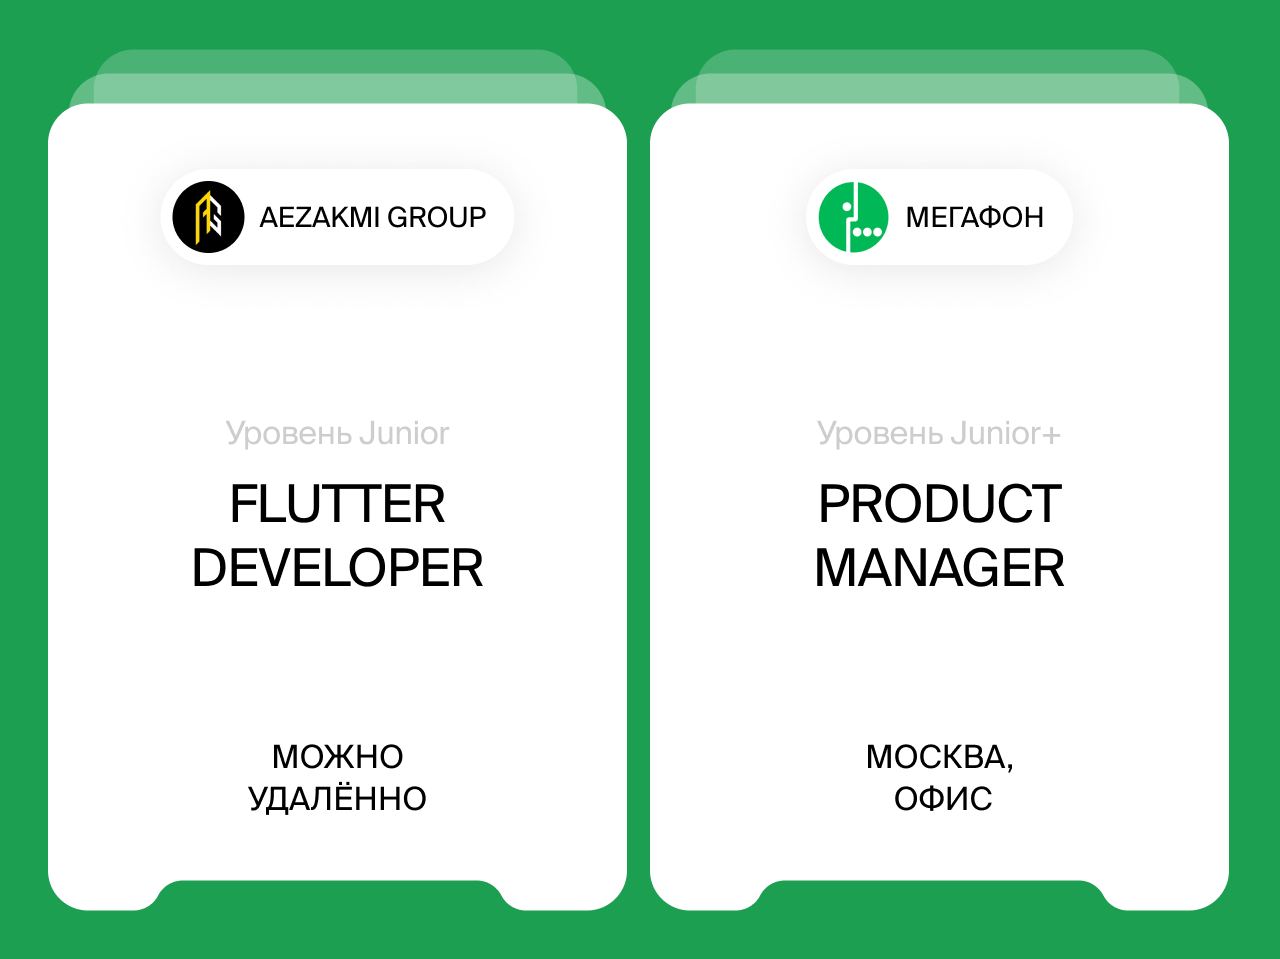 AEZAKMI GROUP
Уровень Junior
FLUTTER
DEVELOPER
МОЖНО
УДАЛЁННО
МЕГАФОН
Уровень Junior+
PRODUCT
MANAGER
МОСКВА,
ОФИС